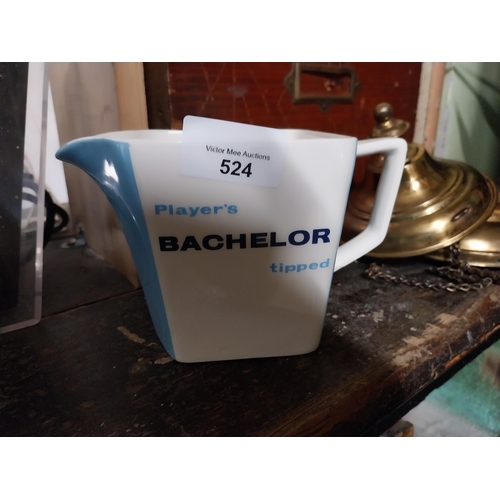 Victor Mee Auctions
524
Player's
BACHELOR
tipped